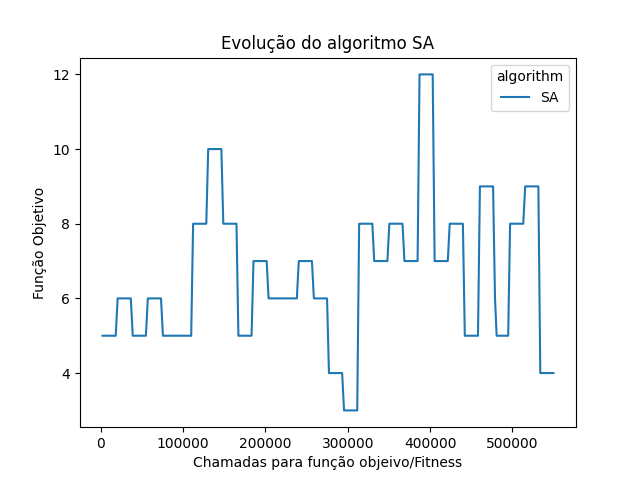 Evolução do algoritmo SA
algorithm
SA
12
10
8
6
4
Função Objetivo
0
100000
200000
300000
400000
500000
Chamadas para função objeivo/Fitness